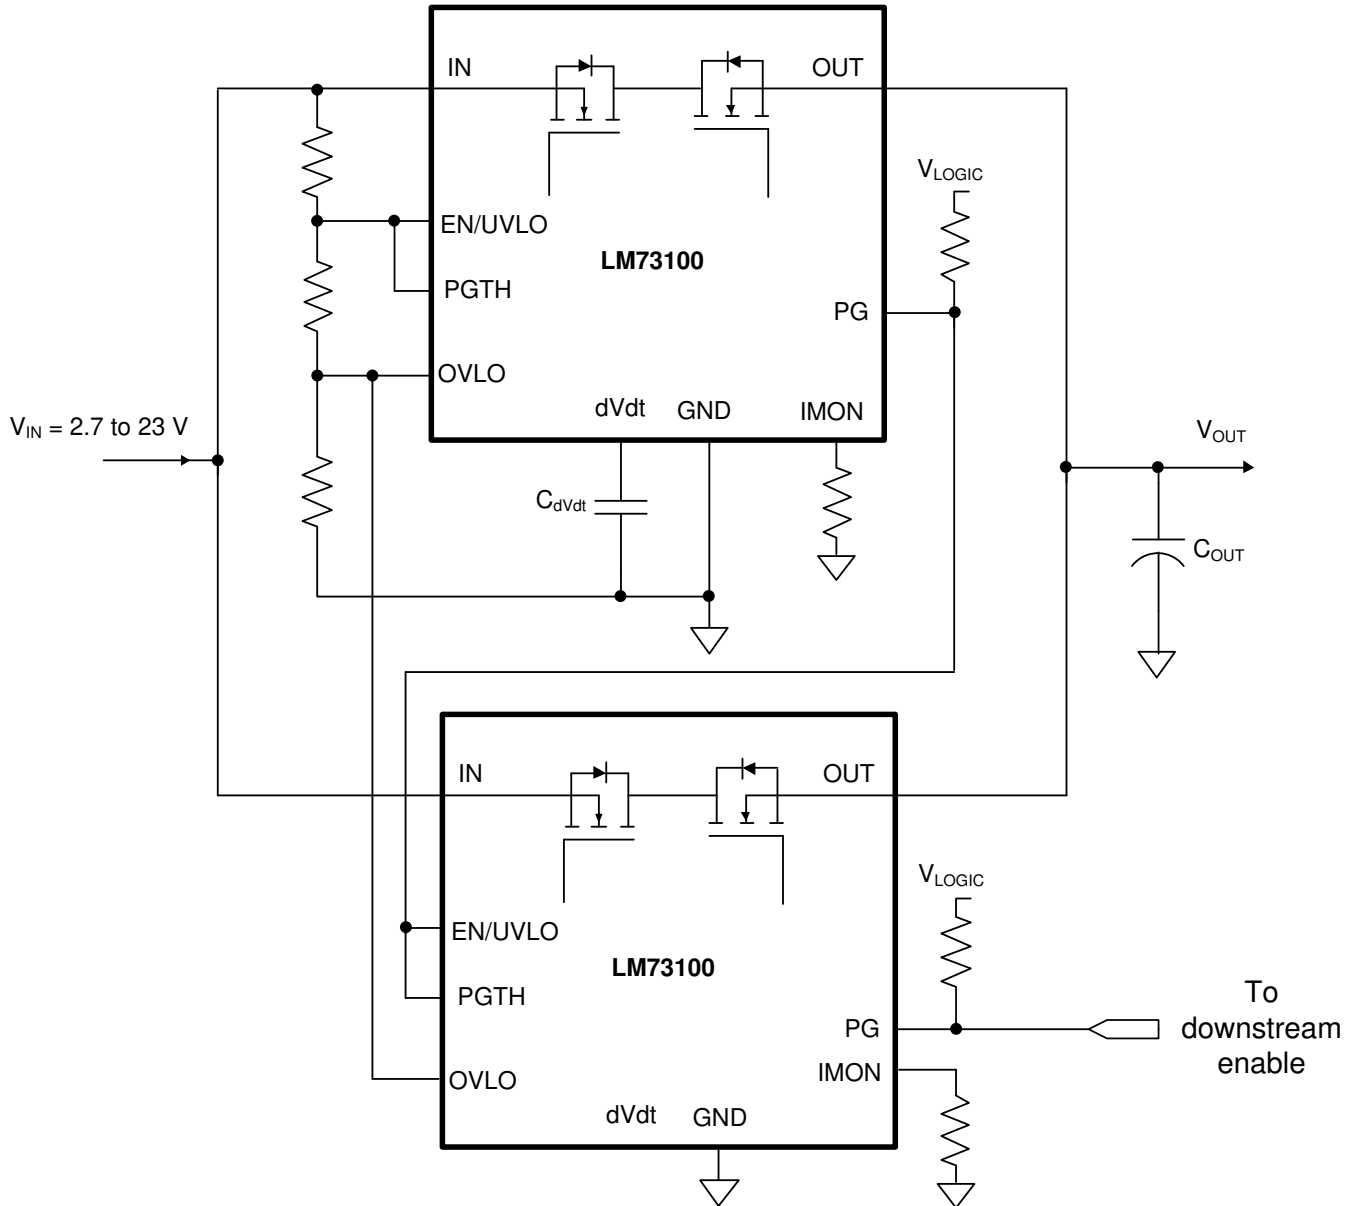 IN
OUT
V_LOGIC
EN/UVLO
LM73100
PGTH
PG
OVLO
dVdt
GND
IMON
V_IN = 2.7 to 23 V
V_OUT
C_dVdt
C_OUT
IN
OUT
V_LOGIC
EN/UVLO
LM73100
PGTH
PG
To
downstream
enable
IMON
OVLO
dVdt
GND